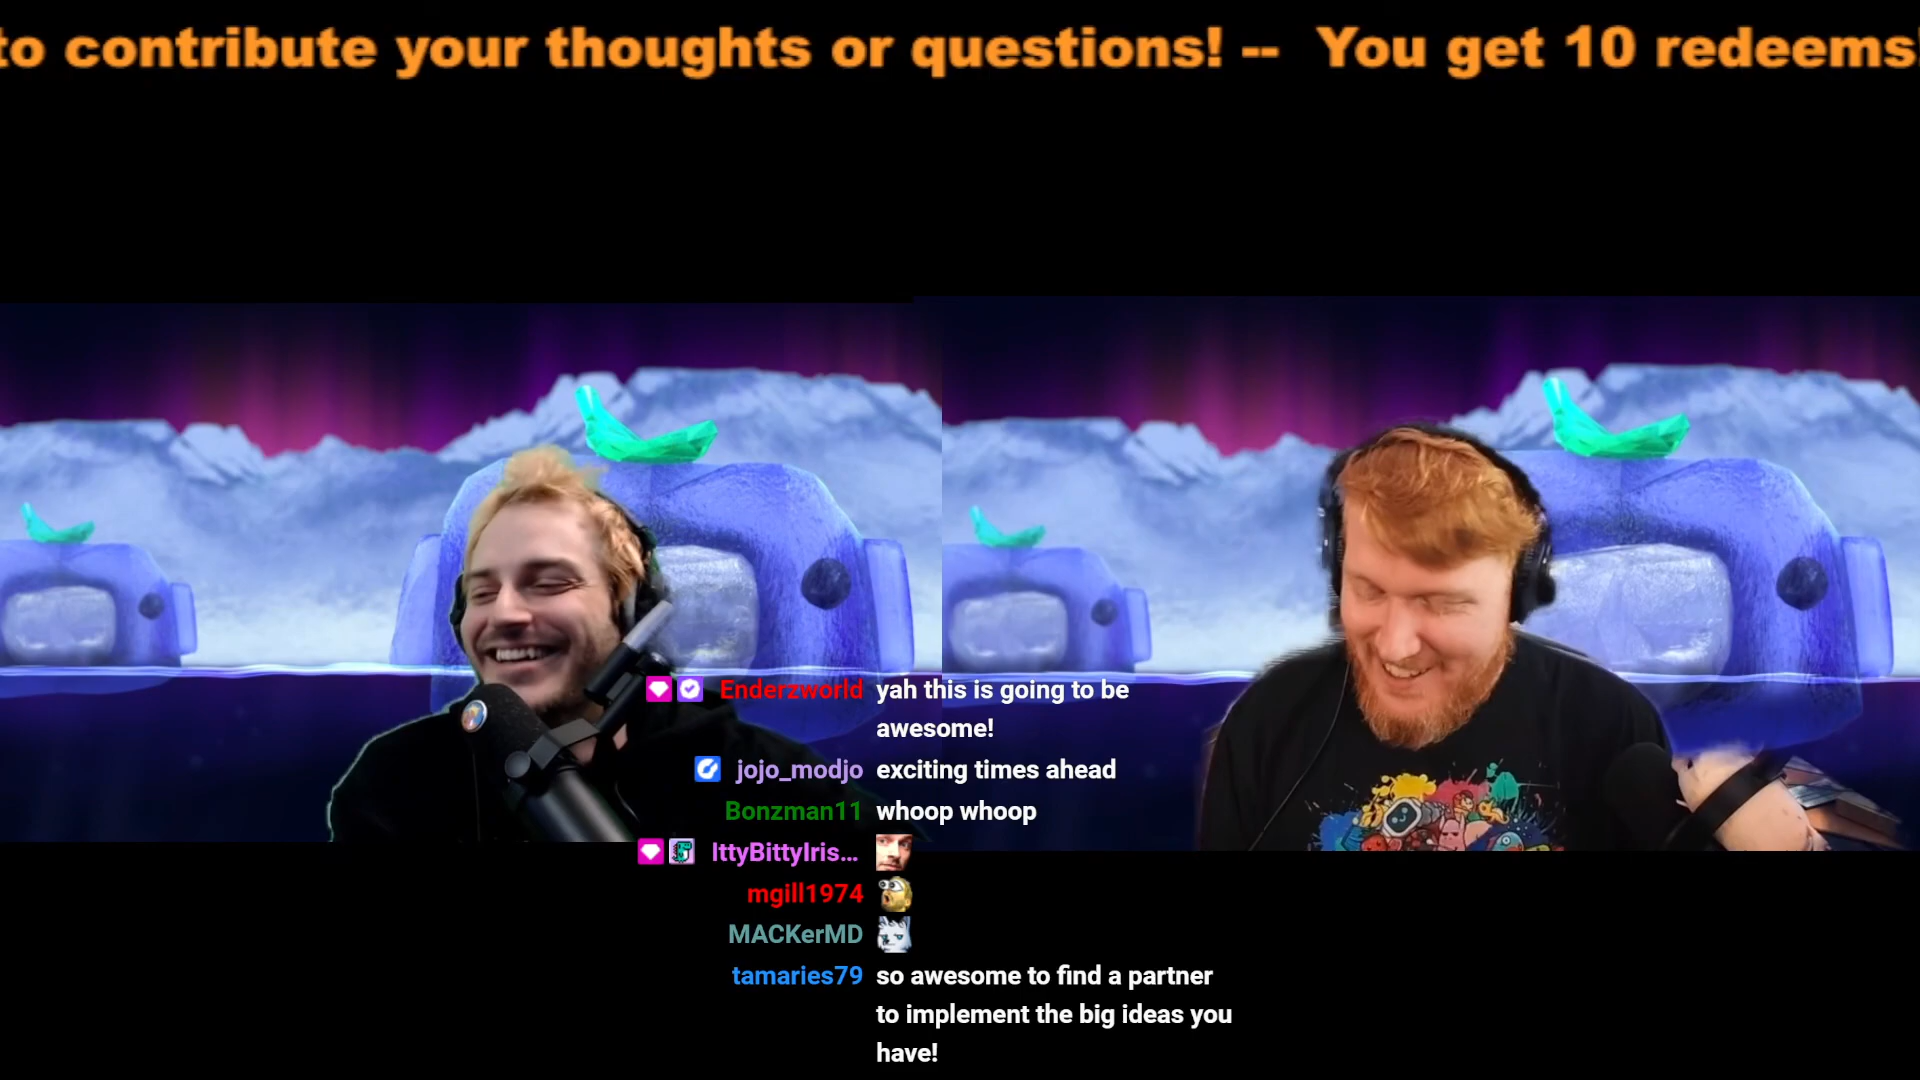 to contribute your thoughts or questions! -- You get 10 redeems!
Enderzworld yah this is going to be
awesome!
jojo_modjo exciting times ahead
Bonzman11 whoop whoop
IttyBittyIris...
mgill1974
MACKerMD
tamaries79 so awesome to find a partner
to implement the big ideas you
have!